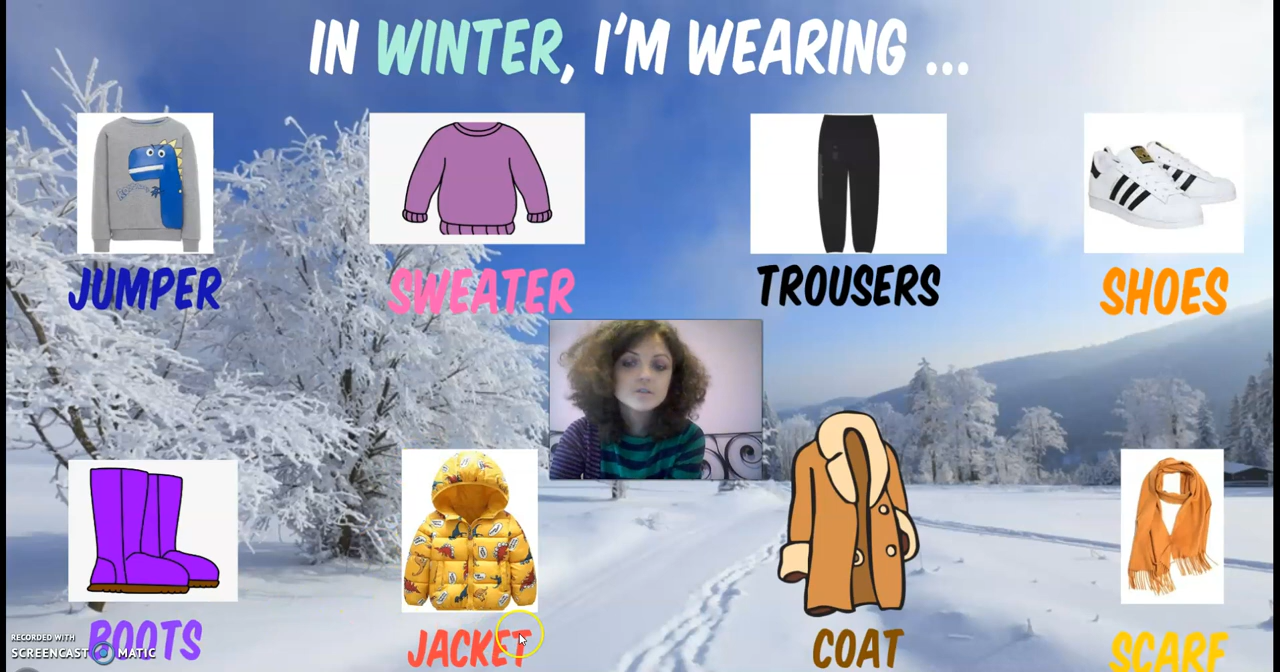 IN WINTER, I'M WEARING ...
JUMPER
SWEATER
TROUSERS
SHOES
BOOTS
JACKET
COAT
SCARF
RECORDED WITH
SCREENCAST MATIC